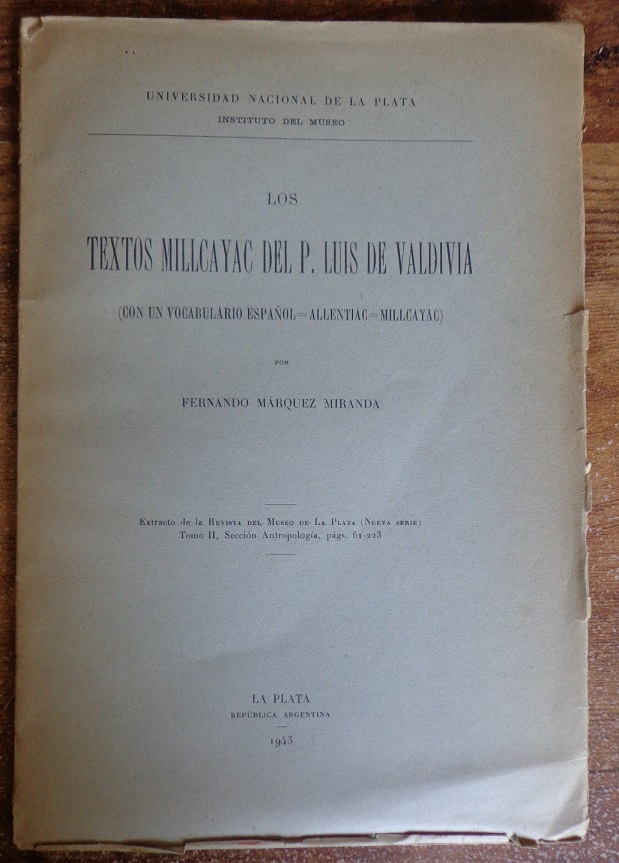 UNIVERSIDAD NACIONAL DE LA PLATA
INSTITUTO DEL MUSEO
LOS
TEXTOS MILLCAYAC DEL P. LUIS DE VALDIVIA
(CON UN VOCABULARIO ESPAÑOL=ALLENTIAC=MILLCAYAC)
POR
FERNANDO MÁRQUEZ MIRANDA
Extracto de la REVISTA DEL MUSEO DE LA PLATA (NUEVA SERIE)
Tomo II, Sección Antropología, págs. 61-223
LA PLATA
REPÚBLICA ARGENTINA
1943